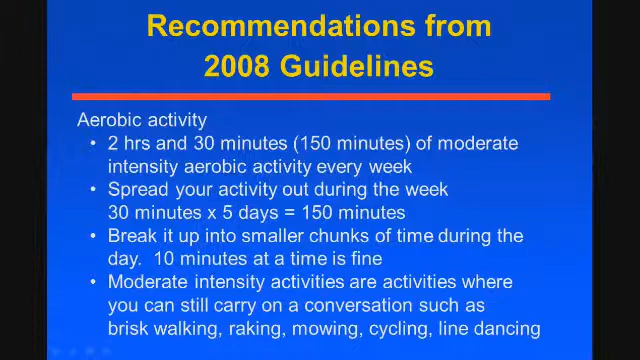 Recommendations from
2008 Guidelines
Aerobic activity
• 2 hrs and 30 minutes (150 minutes) of moderate
intensity aerobic activity every week
• Spread your activity out during the week
30 minutes x 5 days = 150 minutes
• Break it up into smaller chunks of time during the
day.  10 minutes at a time is fine
• Moderate intensity activities are activities where
you can still carry on a conversation such as
brisk walking, raking, mowing, cycling, line dancing